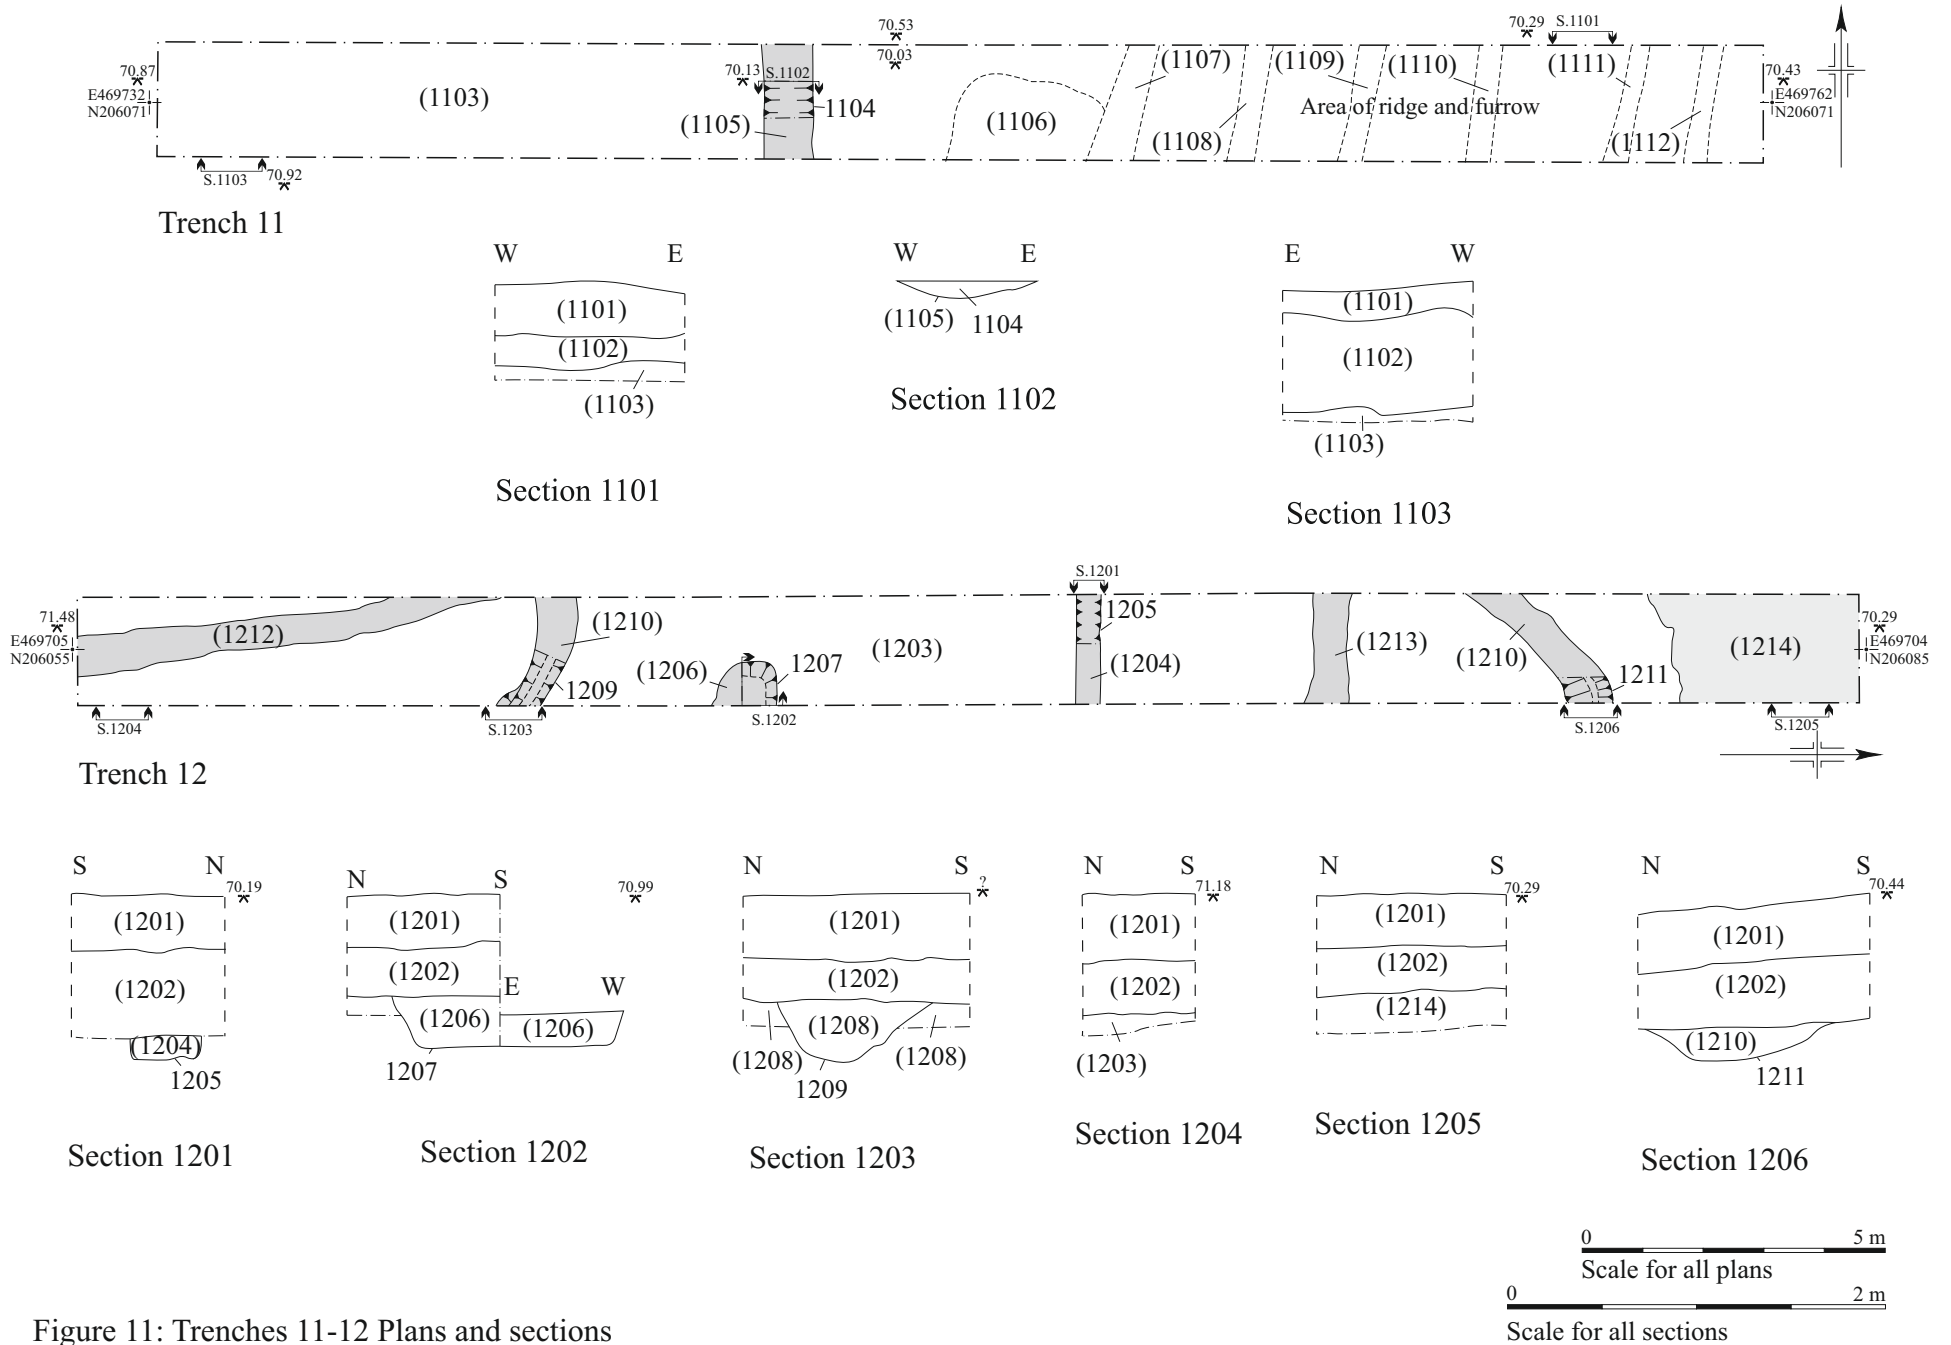 70.53
70.03
70.29
S.1101
70.87
E469732
N206071
(1103)
70.13
S.1102
1104
(1105)
(1106)
(1107)
(1108)
(1109)
(1110)
(1111)
(1112)
Area of ridge and furrow
70.43
E469762
N206071
S.1103
70.92
Trench 11
W E
(1101)
(1102)
(1103)
Section 1101
W E
(1105) 1104
Section 1102
E W
(1101)
(1102)
(1103)
Section 1103
71.48
E469705
N206055
(1212)
S.1204
(1210)
1209
S.1203
(1206)
1207
S.1202
(1203)
S.1201
1205
(1204)
(1213)
(1210)
1211
S.1206
(1214)
S.1205
70.29
E469704
N206085
Trench 12
S N
70.19
(1201)
(1202)
(1204)
1205
Section 1201
N S
70.99
(1201)
(1202)
E W
(1206)
(1206)
1207
Section 1202
N S
?
(1201)
(1202)
(1208)
(1208)
(1208)
1209
Section 1203
N S
71.18
(1201)
(1202)
(1203)
Section 1204
N S
70.29
(1201)
(1202)
(1214)
Section 1205
N S
70.44
(1201)
(1202)
(1210)
1211
Section 1206
0 5 m
Scale for all plans
0 2 m
Scale for all sections
Figure 11: Trenches 11-12 Plans and sections